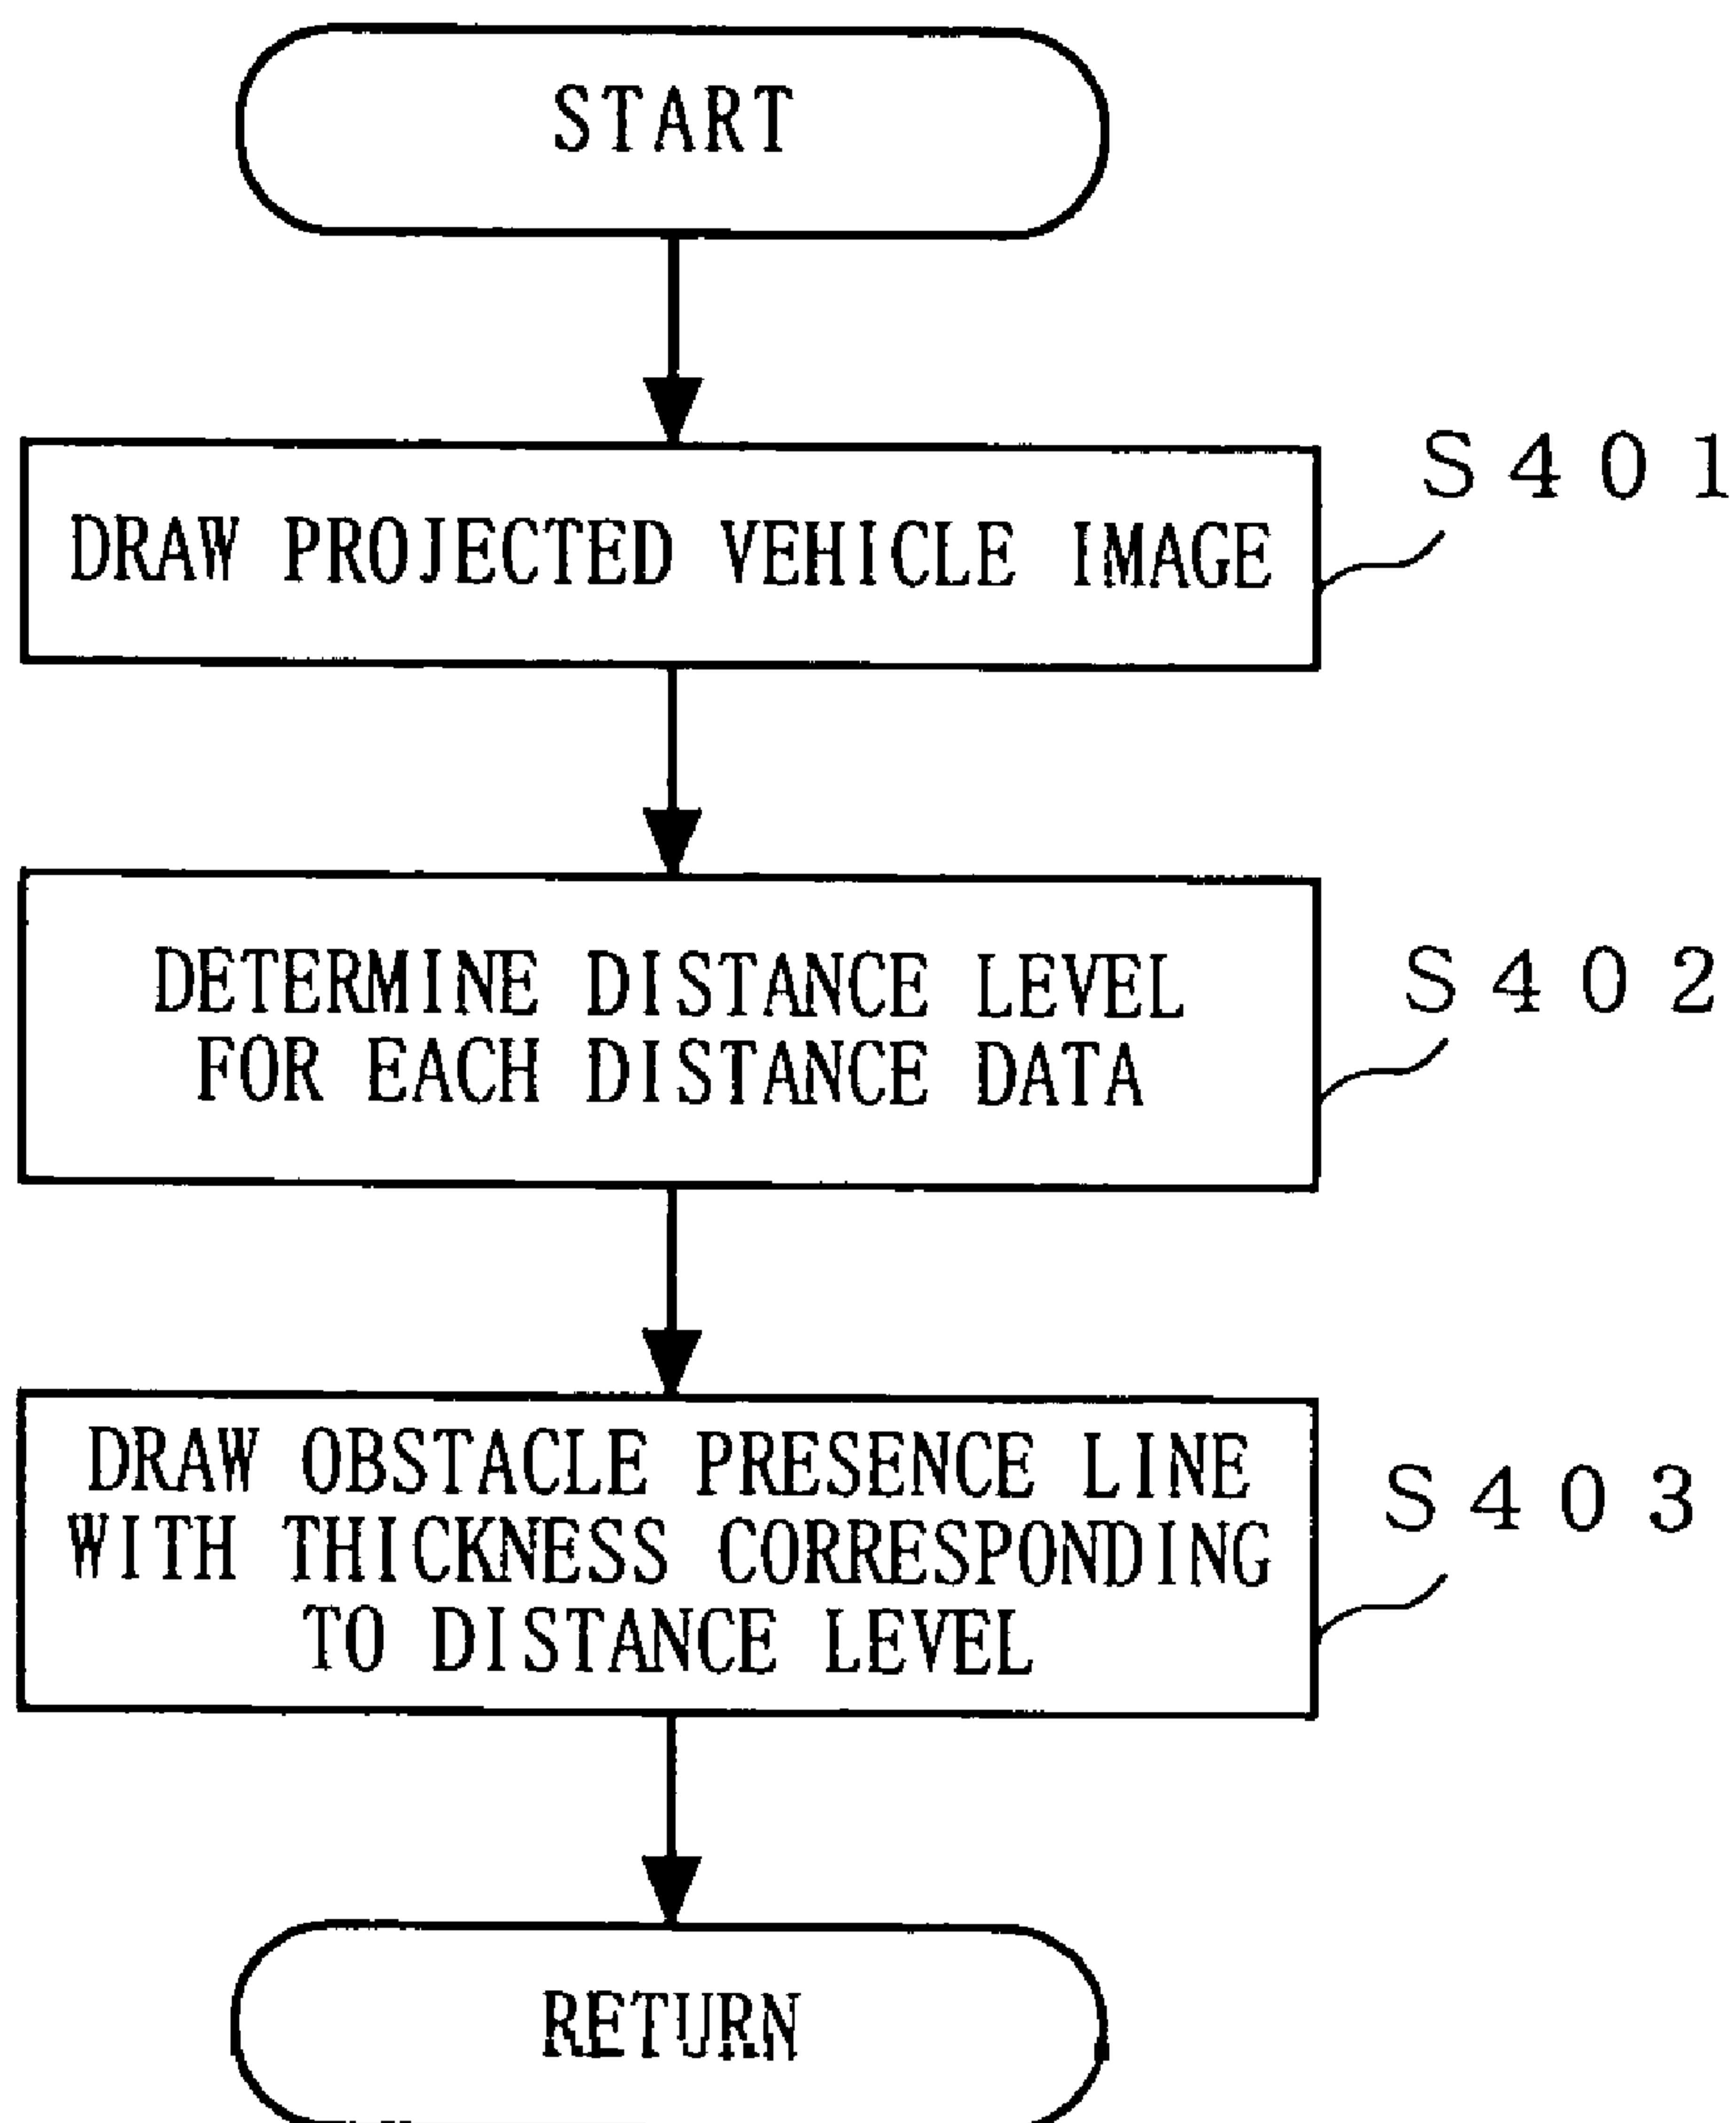 START
DRAW PROJECTED VEHICLE IMAGE
S401
DETERMINE DISTANCE LEVEL
FOR EACH DISTANCE DATA
S402
DRAW OBSTACLE PRESENCE LINE
WITH THICKNESS CORRESPONDING
TO DISTANCE LEVEL
S403
RETURN